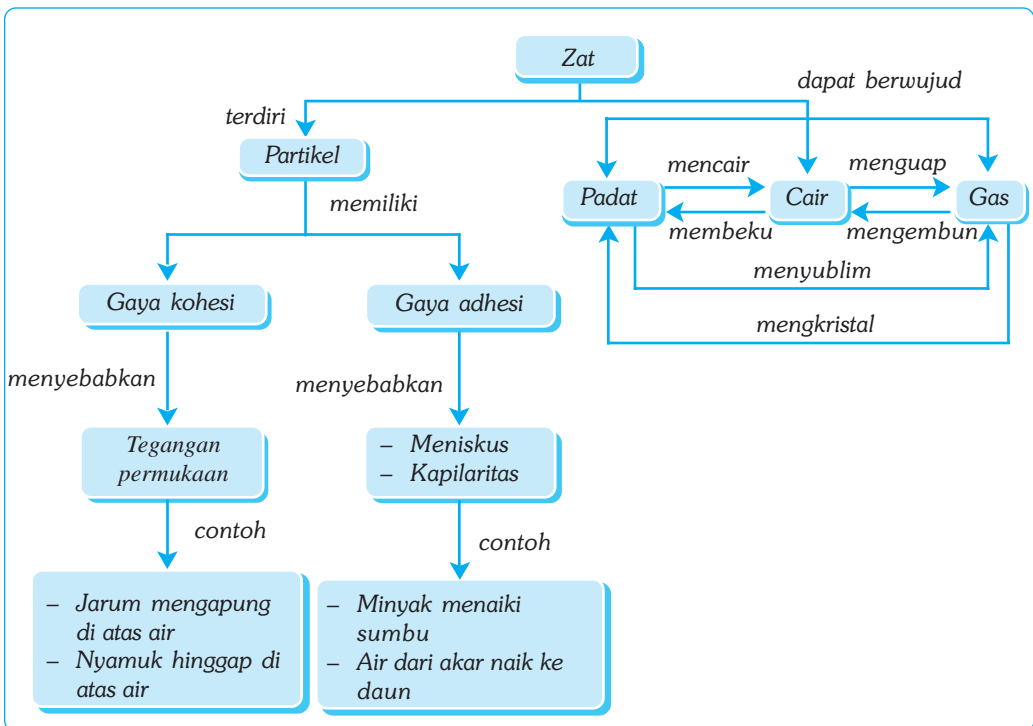 Zat
dapat berwujud
terdiri
Partikel
mencair
menguap
Padat
Cair
Gas
memiliki
membeku
mengembun
menyublim
Gaya kohesi
Gaya adhesi
mengkristal
menyebabkan
menyebabkan
Tegangan
permukaan
– Meniskus
– Kapilaritas
contoh
contoh
– Jarum mengapung
di atas air
– Nyamuk hinggap di
atas air
– Minyak menaiki
sumbu
– Air dari akar naik ke
daun